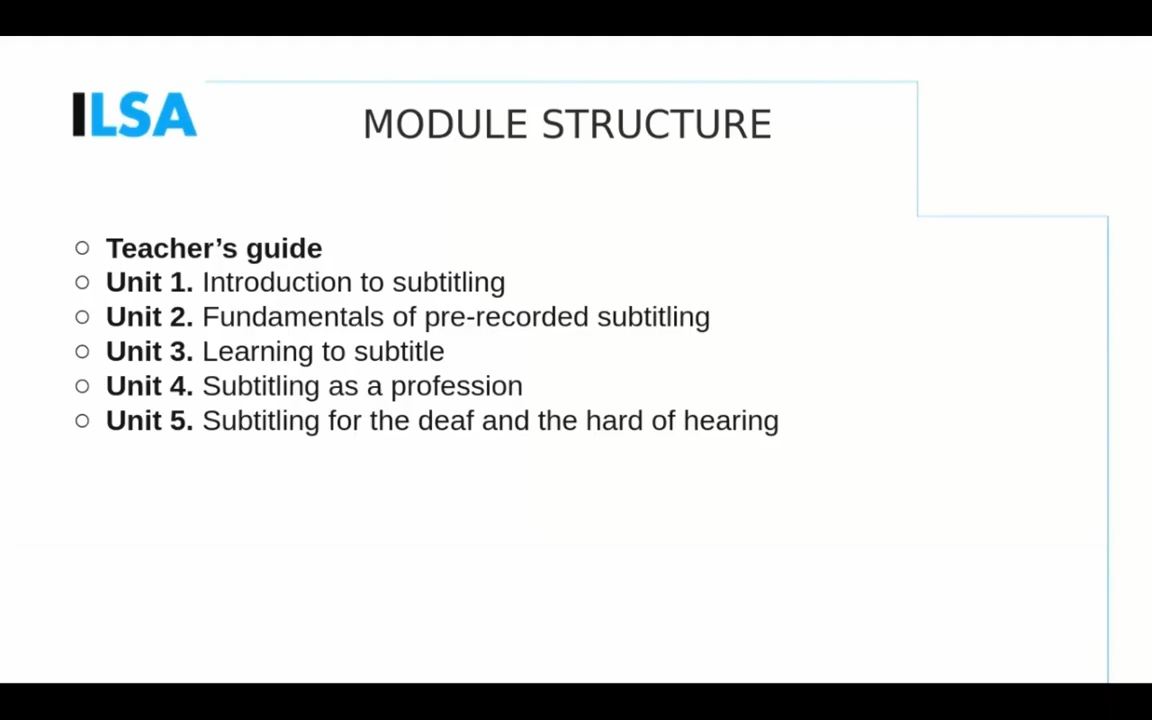 ILSA
MODULE STRUCTURE
Teacher’s guide
Unit 1. Introduction to subtitling
Unit 2. Fundamentals of pre-recorded subtitling
Unit 3. Learning to subtitle
Unit 4. Subtitling as a profession
Unit 5. Subtitling for the deaf and the hard of hearing